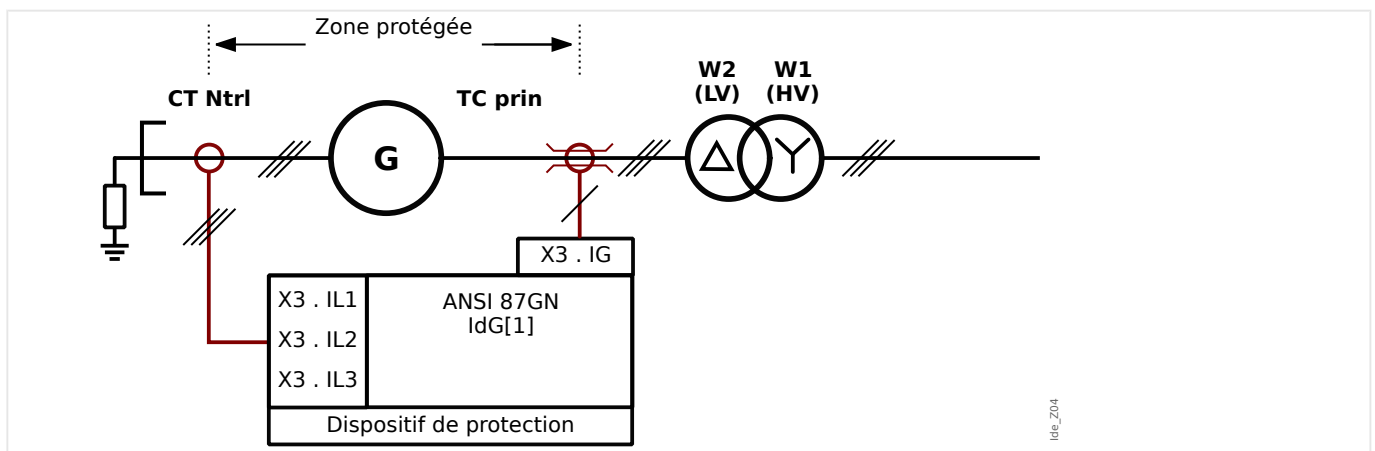 Zone protégée
W2
(LV)
W1
(HV)
CT Ntrl
TC prin
G
X3 . IG
X3 . IL1
X3 . IL2
X3 . IL3
ANSI 87GN
IdG[1]
Dispositif de protection
Ide_Z04